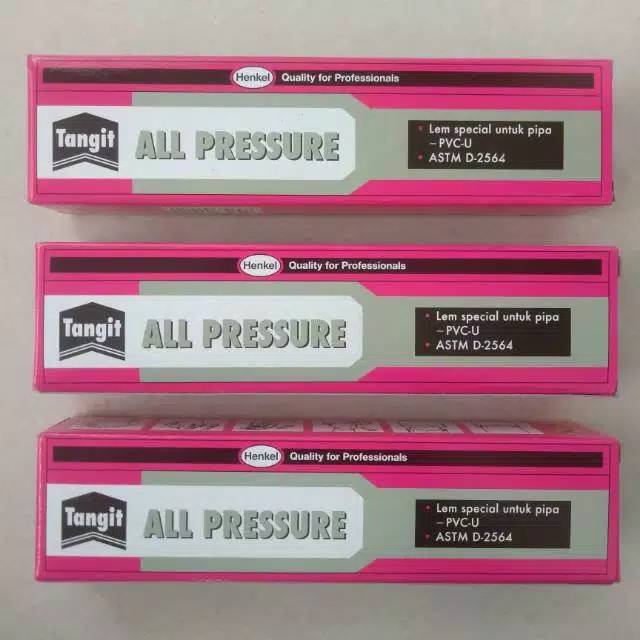 Henkel Quality for Professionals
Tangit ALL PRESSURE
• Lem special untuk pipa
– PVC-U
• ASTM D-2564
Henkel Quality for Professionals
Tangit ALL PRESSURE
• Lem special untuk pipa
– PVC-U
• ASTM D-2564
Henkel Quality for Professionals
Tangit ALL PRESSURE
• Lem special untuk pipa
– PVC-U
• ASTM D-2564